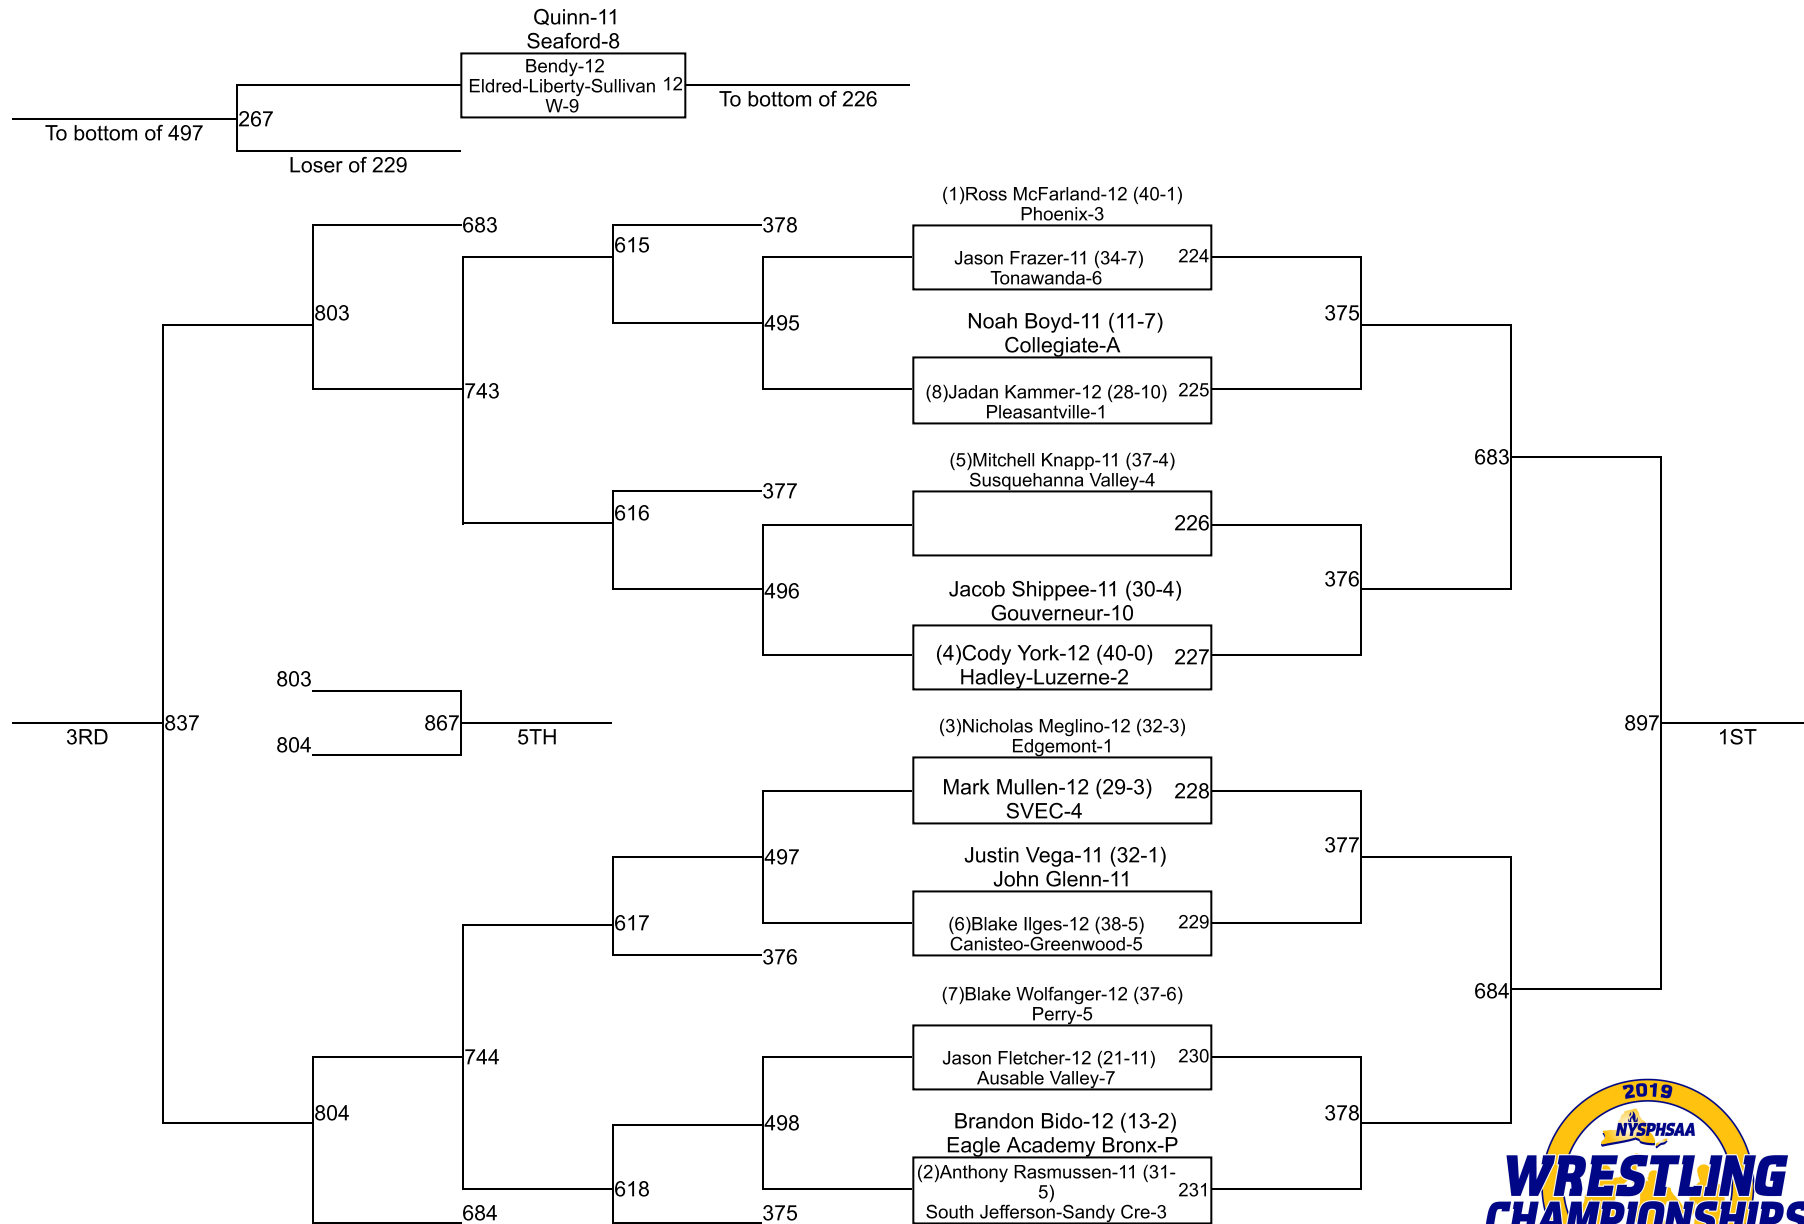 Quinn-11
Seaford-8
Bendy-12
Eldred-Liberty-Sullivan 12
W-9
To bottom of 226
267
To bottom of 497
Loser of 229
(1)Ross McFarland-12 (40-1)
Phoenix-3
683
378
615
Jason Frazer-11 (34-7) 224
Tonawanda-6
803
495
Noah Boyd-11 (11-7)
Collegiate-A
375
743
(8)Jadan Kammer-12 (28-10) 225
Pleasantville-1
683
(5)Mitchell Knapp-11 (37-4)
Susquehanna Valley-4
377
616
226
496
Jacob Shippee-11 (30-4)
Gouverneur-10
376
(4)Cody York-12 (40-0) 227
Hadley-Luzerne-2
803
837
3RD
867
5TH
804
(3)Nicholas Meglino-12 (32-3)
Edgemont-1
897
1ST
Mark Mullen-12 (29-3) 228
SVEC-4
497
Justin Vega-11 (32-1)
John Glenn-11
377
617
376
(6)Blake Ilges-12 (38-5) 229
Canisteo-Greenwood-5
684
(7)Blake Wolfanger-12 (37-6)
Perry-5
744
Jason Fletcher-12 (21-11) 230
Ausable Valley-7
804
498
Brandon Bido-12 (13-2)
Eagle Academy Bronx-P
378
618
(2)Anthony Rasmussen-11 (31-
5) 231
South Jefferson-Sandy Cre-3
684
375
2019
NYSPHSAA
WRESTLING
CHAMPIONSHIPS